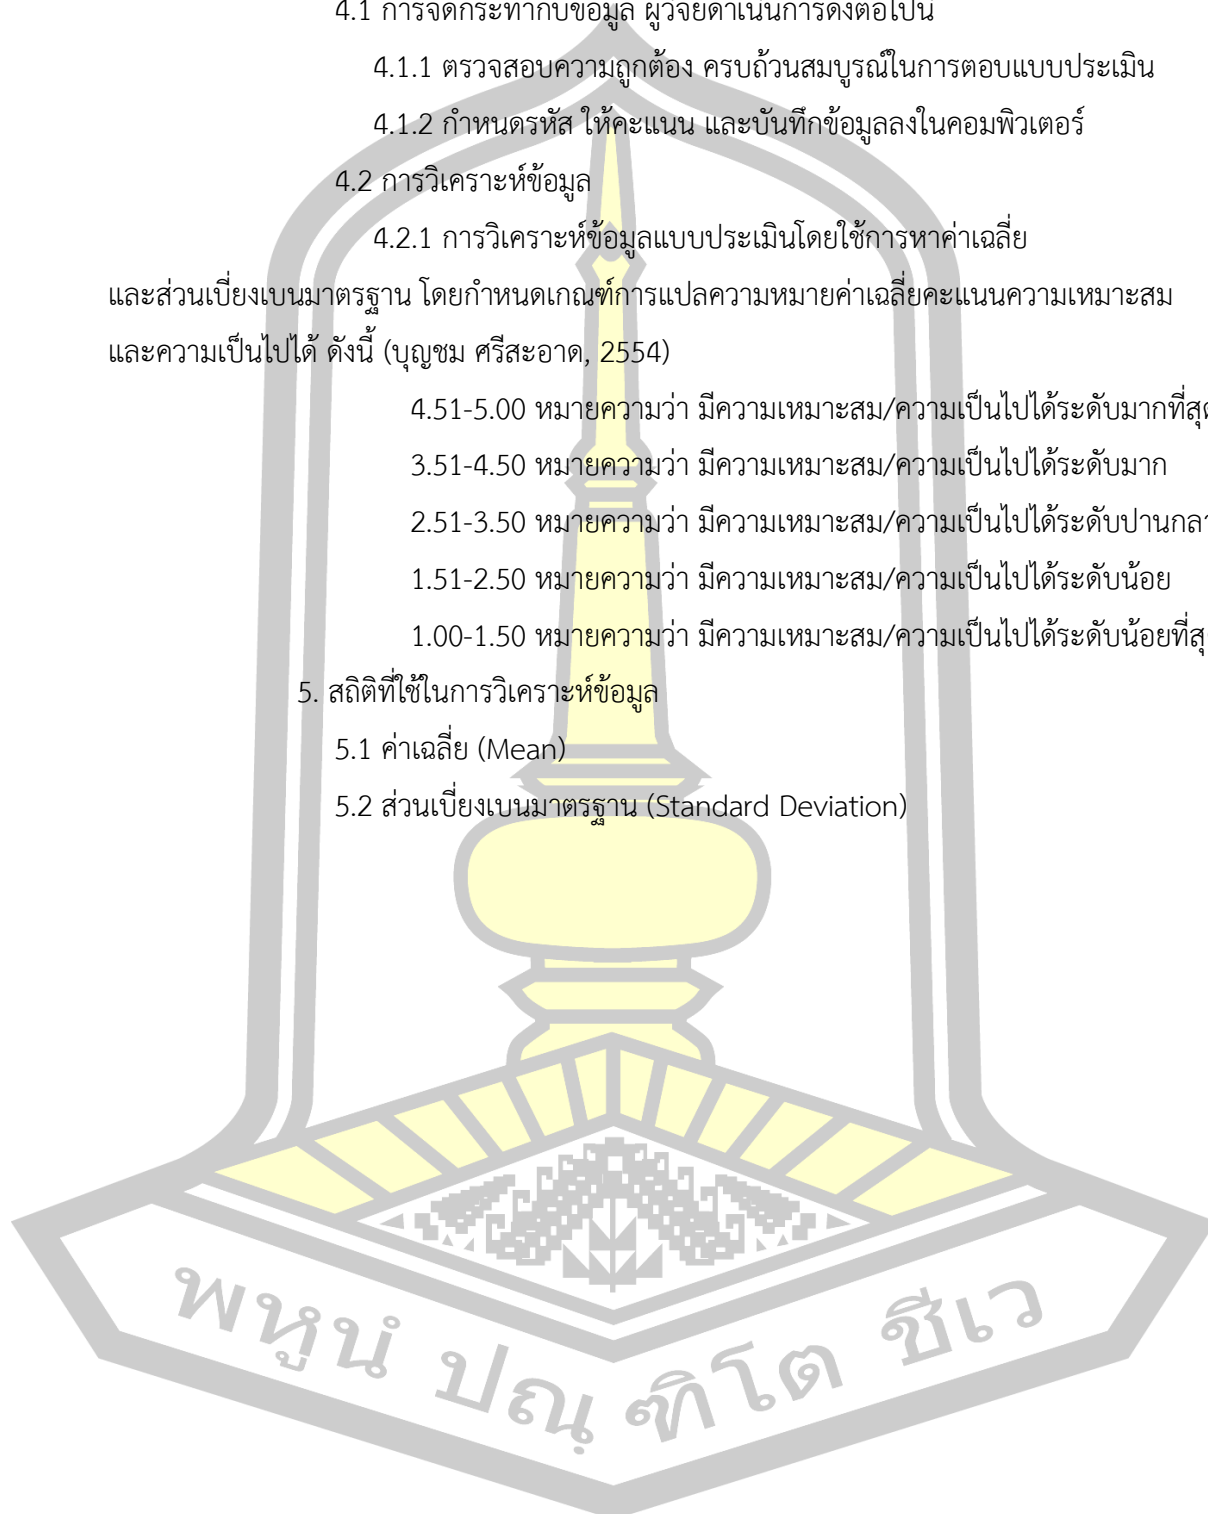 4.1 การจัดกระทำกับข้อมูล ผู้วิจัยดำเนินการดังต่อไปนี้
4.1.1 ตรวจสอบความถูกต้อง ครบถ้วนสมบูรณ์ในการตอบแบบประเมิน
4.1.2 กำหนดรหัส ให้คะแนน และบันทึกข้อมูลลงในคอมพิวเตอร์
4.2 การวิเคราะห์ข้อมูล
4.2.1 การวิเคราะห์ข้อมูลแบบประเมินโดยใช้การหาค่าเฉลี่ย
และส่วนเบี่ยงเบนมาตรฐาน โดยกำหนดเกณฑ์การแปลความหมายค่าเฉลี่ยคะแนนความเหมาะสม
และความเป็นไปได้ ดังนี้ (บุญชม ศรีสะอาด, 2554)
4.51-5.00 หมายความว่า มีความเหมาะสม/ความเป็นไปได้ระดับมากที่สุด
3.51-4.50 หมายความว่า มีความเหมาะสม/ความเป็นไปได้ระดับมาก
2.51-3.50 หมายความว่า มีความเหมาะสม/ความเป็นไปได้ระดับปานกลาง
1.51-2.50 หมายความว่า มีความเหมาะสม/ความเป็นไปได้ระดับน้อย
1.00-1.50 หมายความว่า มีความเหมาะสม/ความเป็นไปได้ระดับน้อยที่สุด
5. สถิติที่ใช้ในการวิเคราะห์ข้อมูล
5.1 ค่าเฉลี่ย (Mean)
5.2 ส่วนเบี่ยงเบนมาตรฐาน (Standard Deviation)
พหูนํ ปณฺฑิโต ชีเว